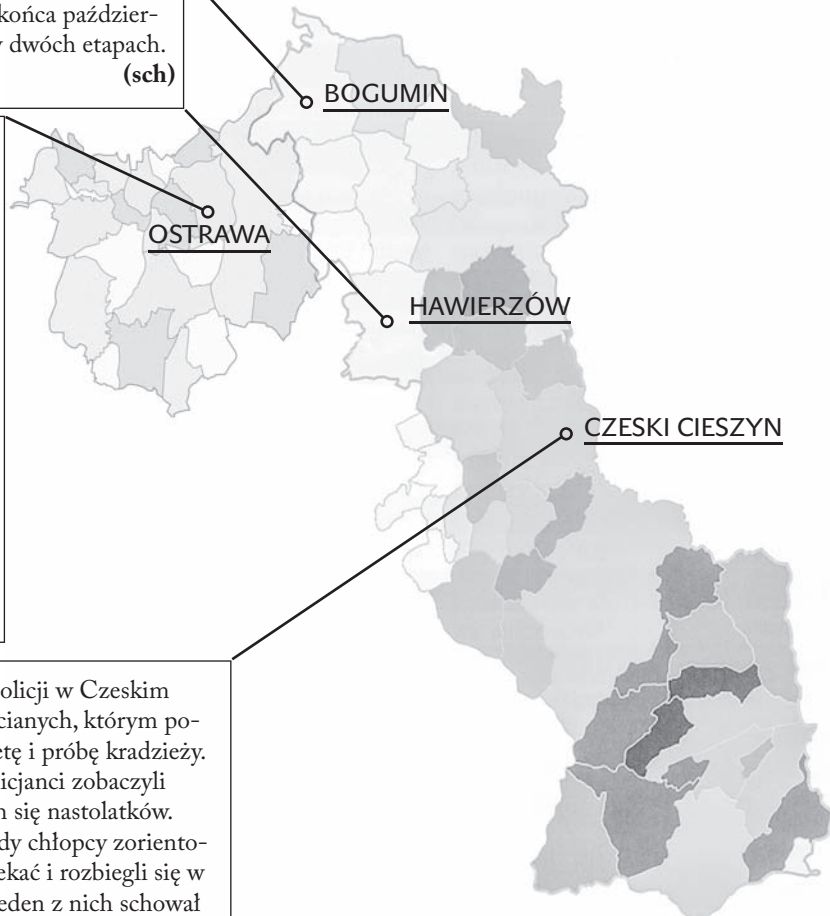 końca paździer-
dwóch etapach.
(sch)
BOGUMIN
OSTRAWA
HAWIERZÓW
CZESKI CIESZYN
olicji w Czeskim
cianych, którym po-
etę i próbę kradzieży.
icjanci zobaczyli
się nastolatków.
dy chłopcy zoriento-
ekać i rozbiegli się w
eden z nich schował